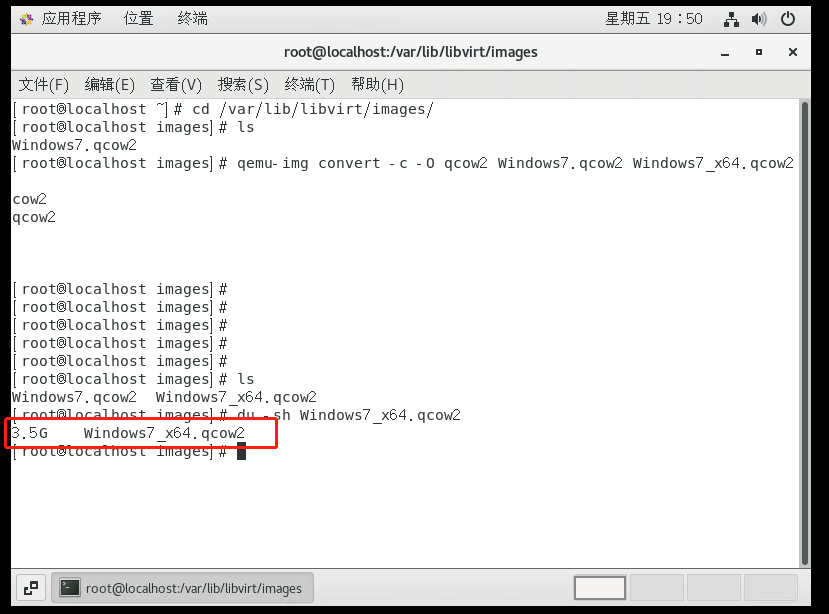 应用程序 位置 终端 星期五 19:50
root@localhost:/var/lib/libvirt/images
文件(F) 编辑(E) 查看(V) 搜索(S) 终端(T) 帮助(H)
[root@localhost ~]# cd /var/lib/libvirt/images/
[root@localhost images]# ls
Windows7.qcow2
[root@localhost images]# qemu-img convert -c -O qcow2 Windows7.qcow2 Windows7_x64.qcow2
cow2
qcow2
[root@localhost images]#
[root@localhost images]#
[root@localhost images]#
[root@localhost images]#
[root@localhost images]#
[root@localhost images]# ls
Windows7.qcow2  Windows7_x64.qcow2
[root@localhost images]# du -sh Windows7_x64.qcow2
3.5G    Windows7_x64.qcow2
[root@localhost images]#
root@localhost:/var/lib/libvirt/images